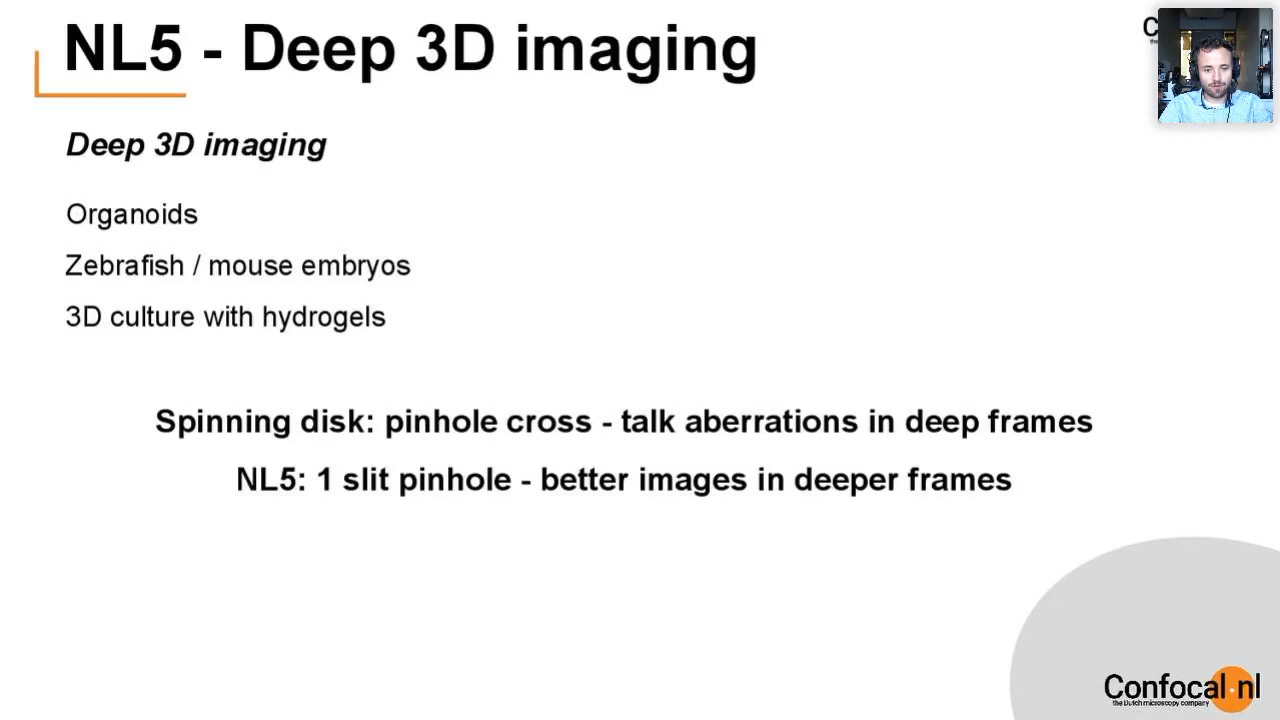 NL5 - Deep 3D imaging
Deep 3D imaging
Organoids
Zebrafish / mouse embryos
3D culture with hydrogels
Spinning disk: pinhole cross - talk aberrations in deep frames
NL5: 1 slit pinhole - better images in deeper frames
Confocal.nl
the Dutch microscopy company